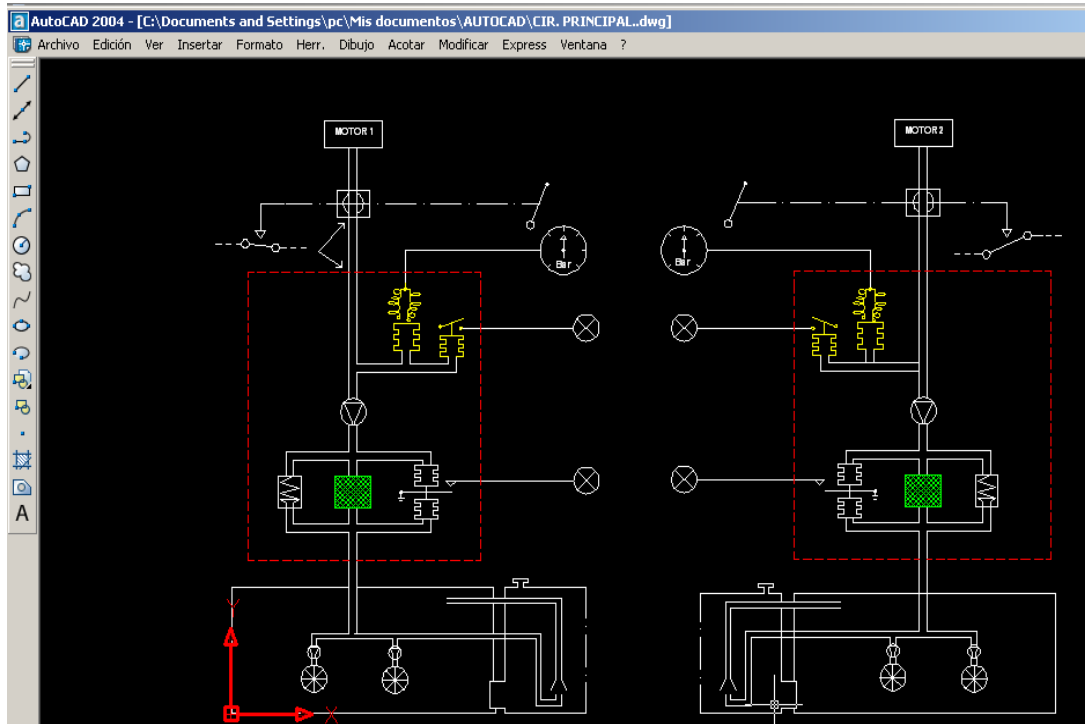 a AutoCAD 2004 - [C:\Documents and Settings\pc\Mis documentos\AUTOCAD\CIR. PRINCIPAL..dwg]
Archivo Edición Ver Insertar Formato Herr. Dibujo Acotar Modificar Express Ventana ?
MOTOR 1
MOTOR 2
Bar
Bar
A
Y
X